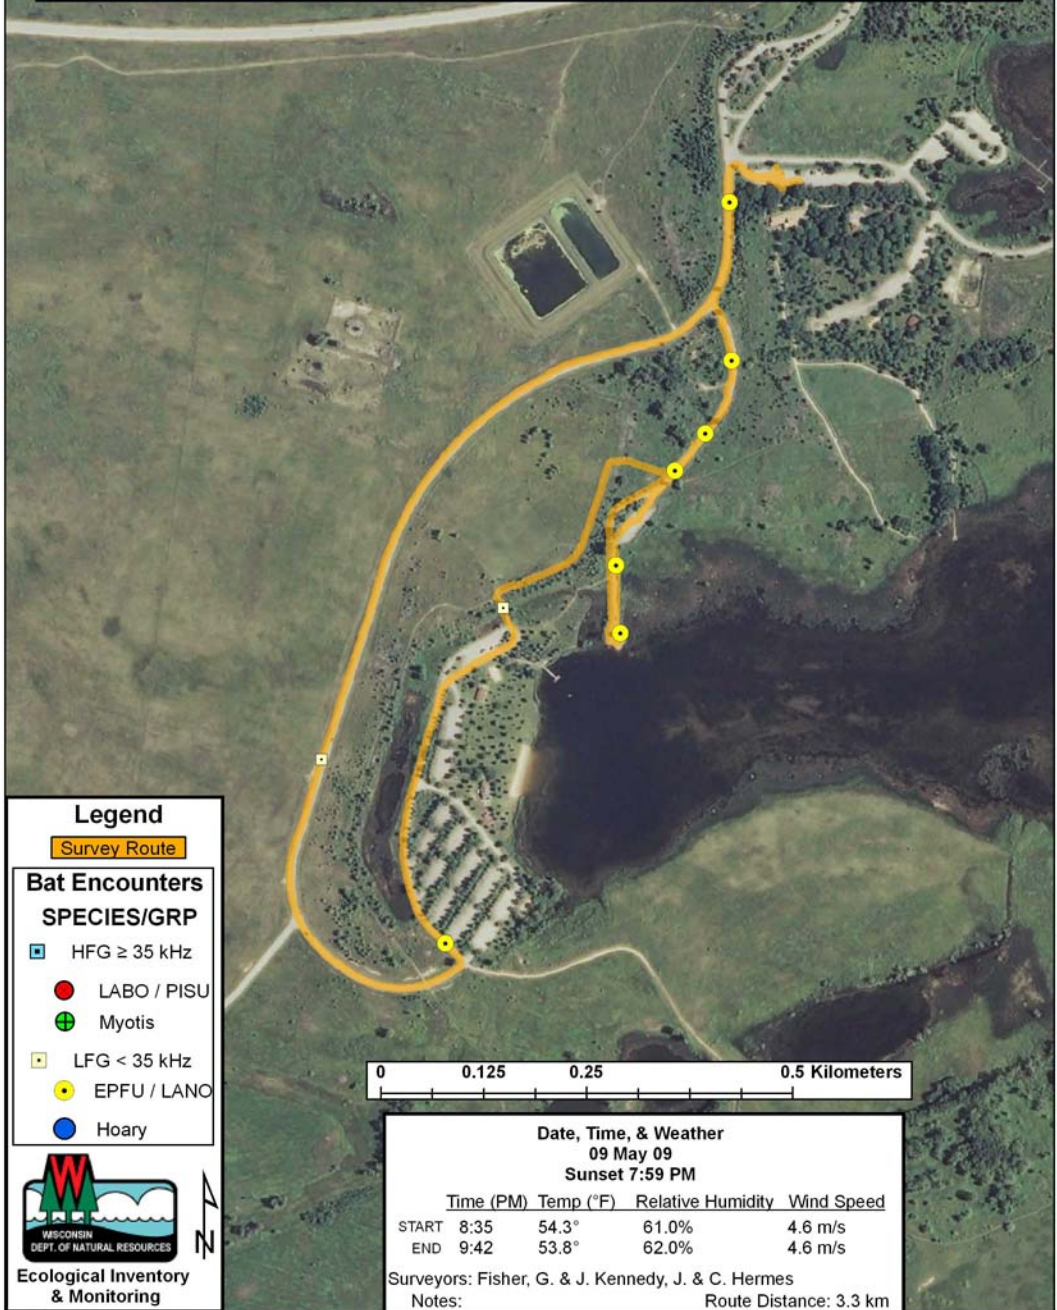 Legend
Survey Route
Bat Encounters
SPECIES/GRP
HFG ≥ 35 kHz
LABO / PISU
Myotis
LFG < 35 kHz
EPFU / LANO
Hoary
W
WISCONSIN
DEPT. OF NATURAL RESOURCES
N
Ecological Inventory
& Monitoring
0 0.125 0.25 0.5 Kilometers
Date, Time, & Weather
09 May 09
Sunset 7:59 PM
Time (PM) Temp (°F) Relative Humidity Wind Speed
START 8:35 54.3° 61.0% 4.6 m/s
END 9:42 53.8° 62.0% 4.6 m/s
Surveyors: Fisher, G. & J. Kennedy, J. & C. Hermes
Notes: Route Distance: 3.3 km